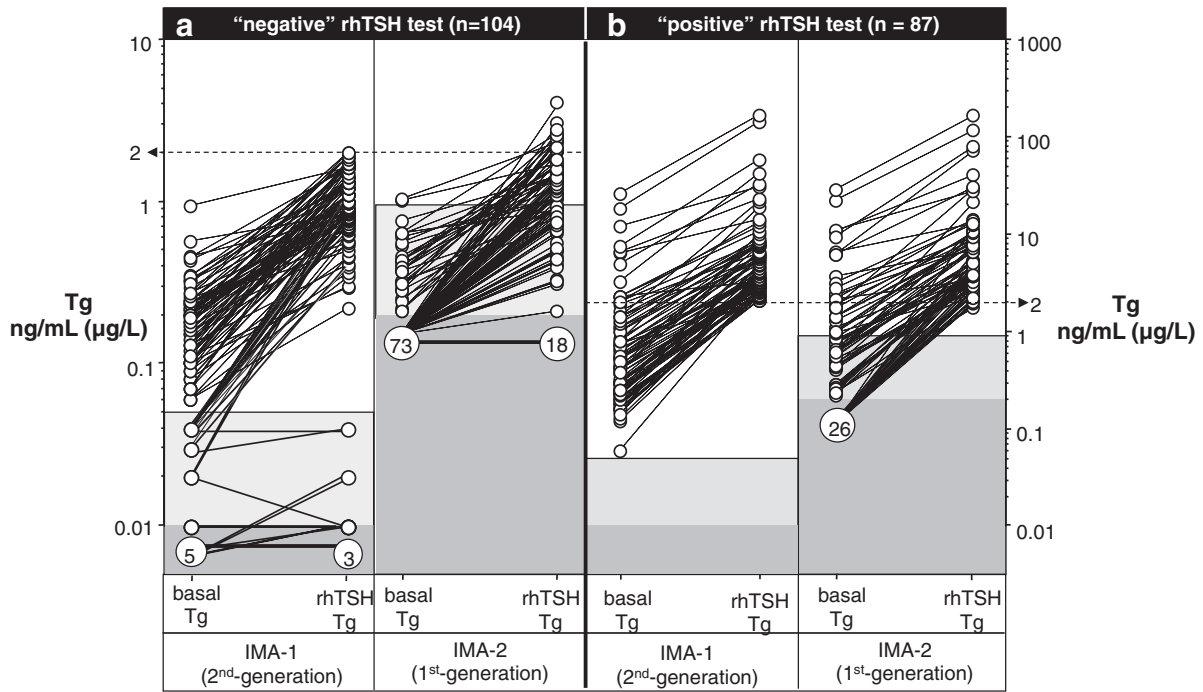 a “negative” rhTSH test (n=104) b “positive” rhTSH test (n = 87)
10 1000
2 100
1 10
Tg
ng/mL (µg/L)
2
Tg
ng/mL (µg/L)
1
0.1 0.1
0.01 0.01
73 18
26
5 3
basal
Tg
rhTSH
Tg
basal
Tg
rhTSH
Tg
basal
Tg
rhTSH
Tg
basal
Tg
rhTSH
Tg
IMA-1
(2nd-generation)
IMA-2
(1st-generation)
IMA-1
(2nd-generation)
IMA-2
(1st-generation)